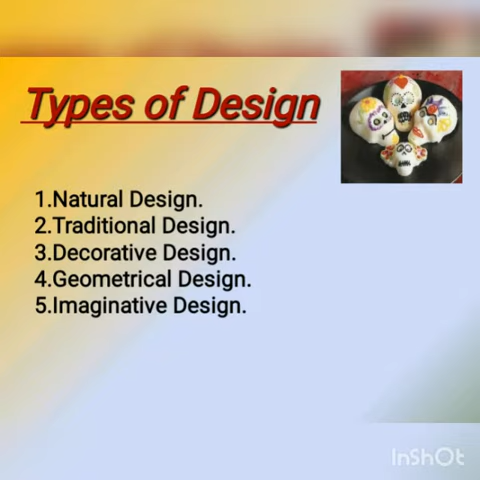 Types of Design
1.Natural Design.
2.Traditional Design.
3.Decorative Design.
4.Geometrical Design.
5.Imaginative Design.
InShOt